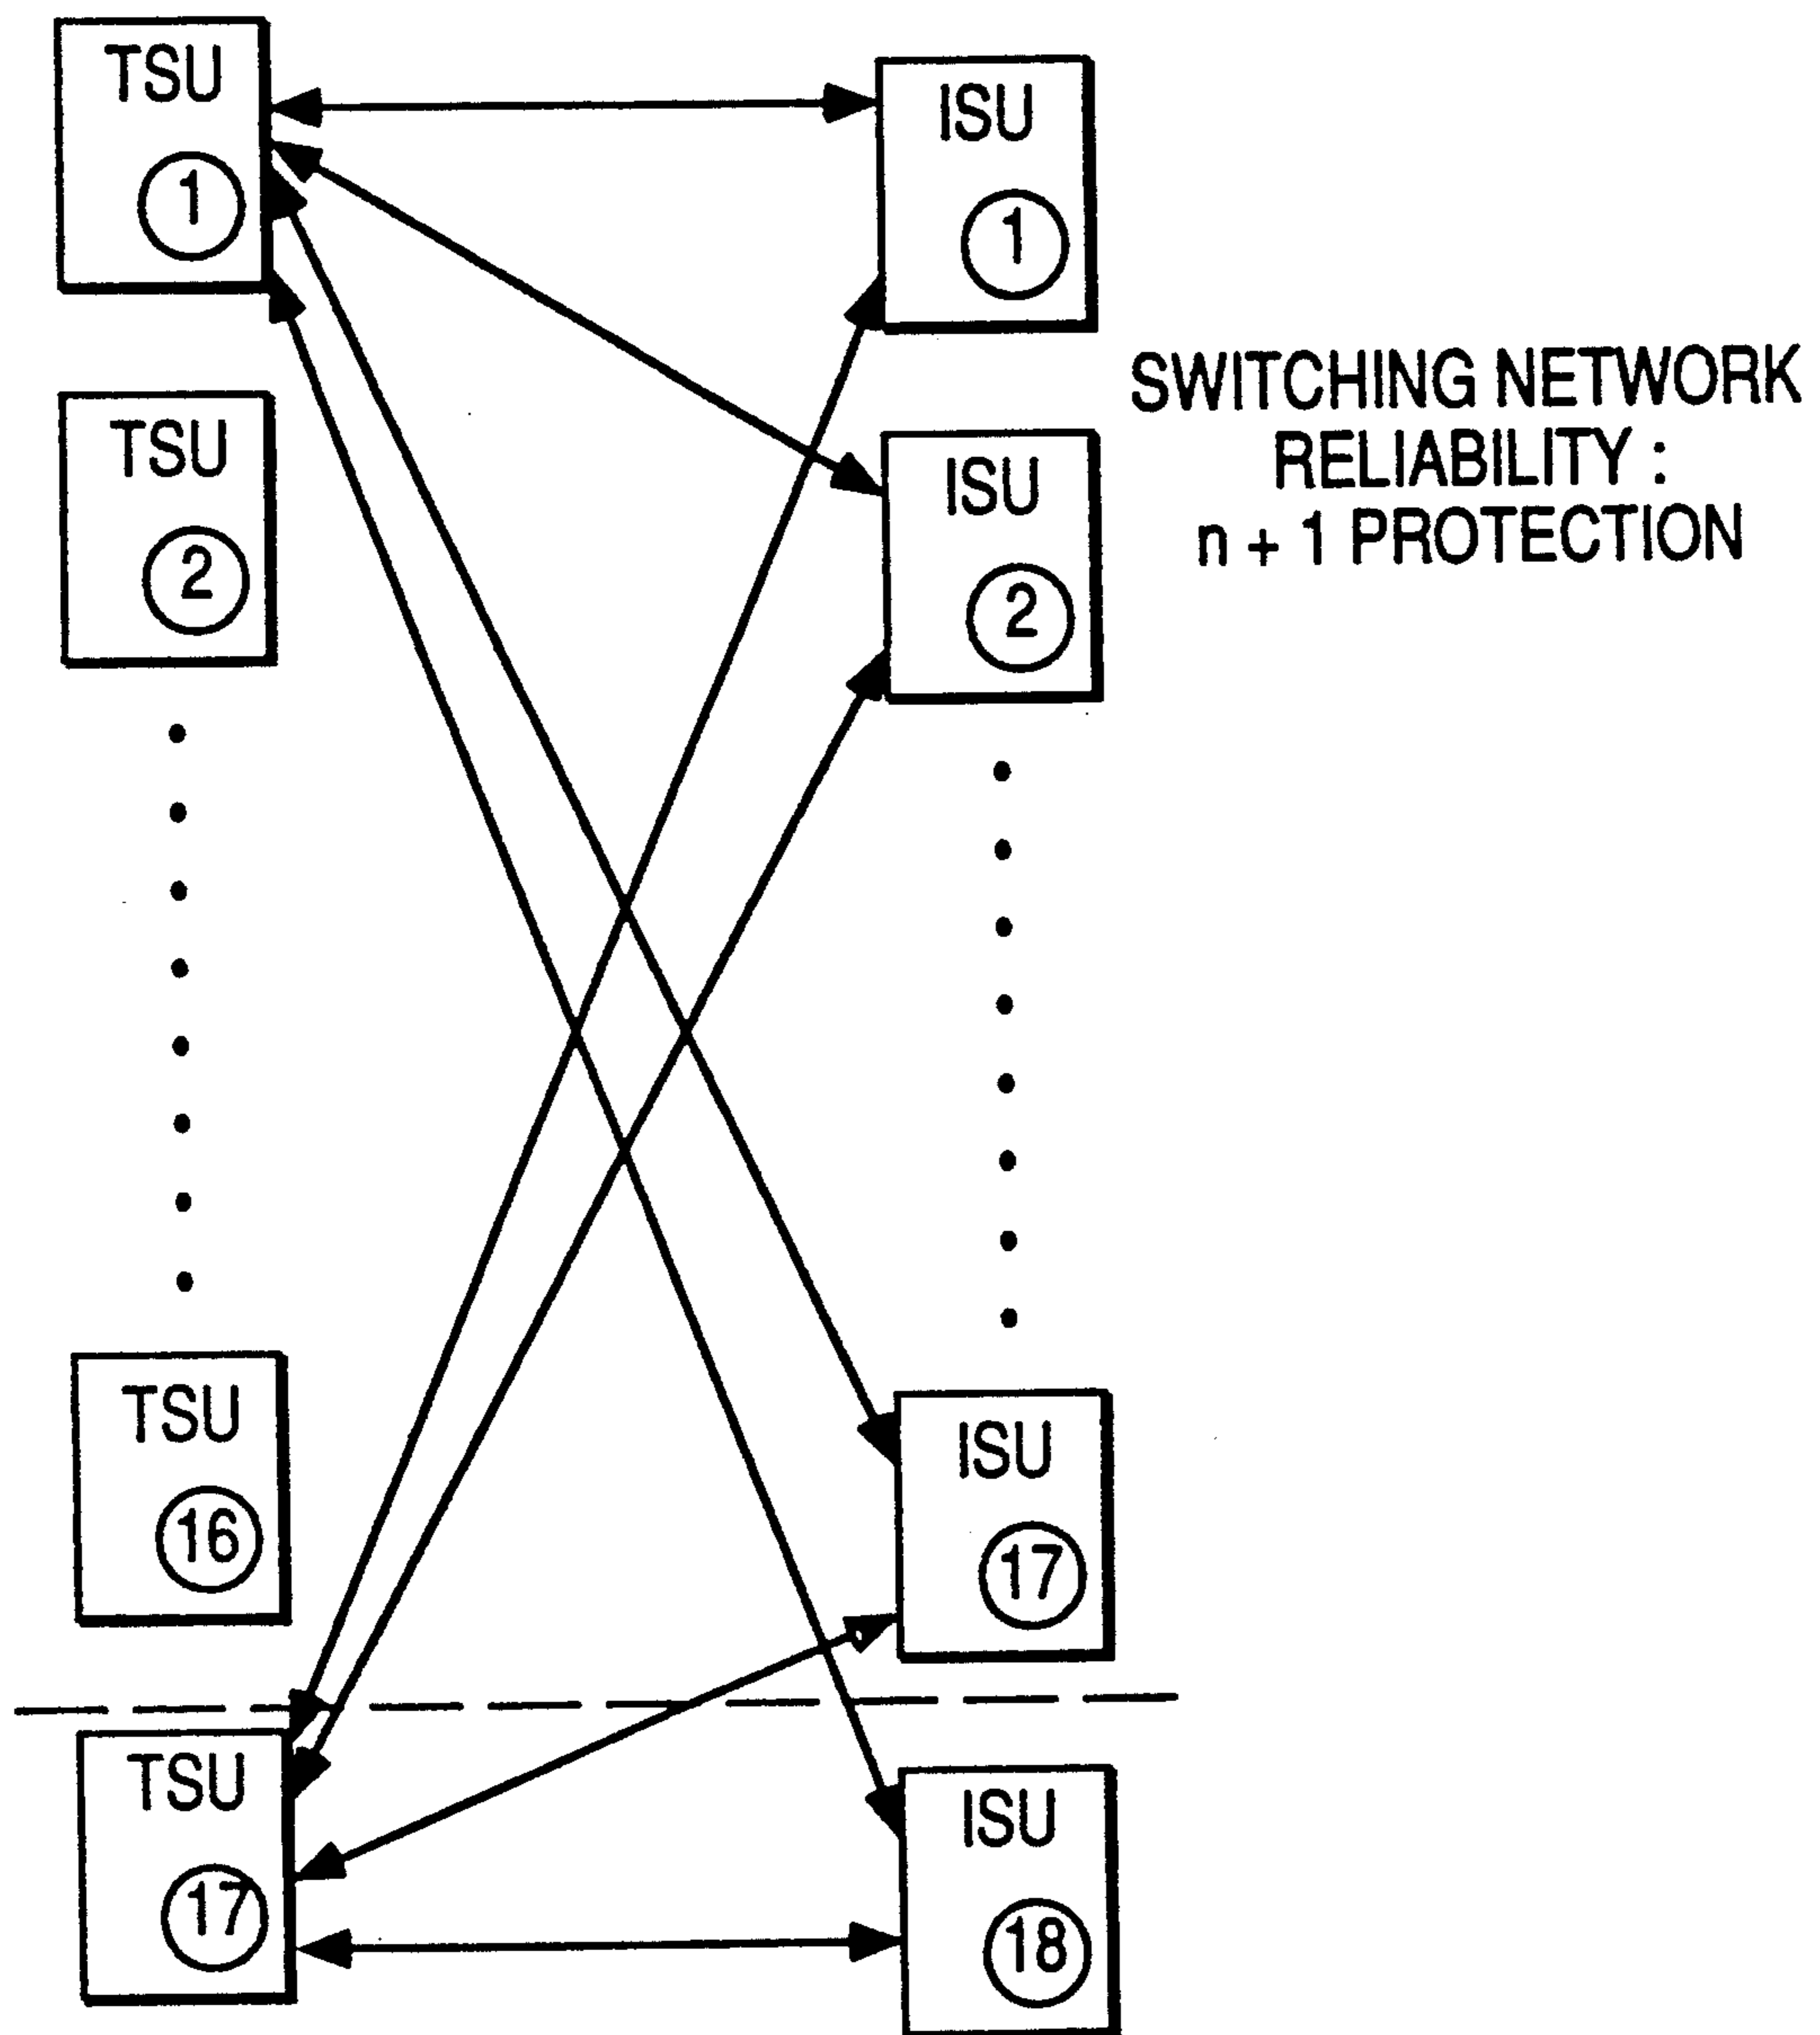 TSU
1
ISU
1
SWITCHING NETWORK
RELIABILITY :
n + 1 PROTECTION
TSU
2
ISU
2
TSU
16
ISU
17
TSU
17
ISU
18